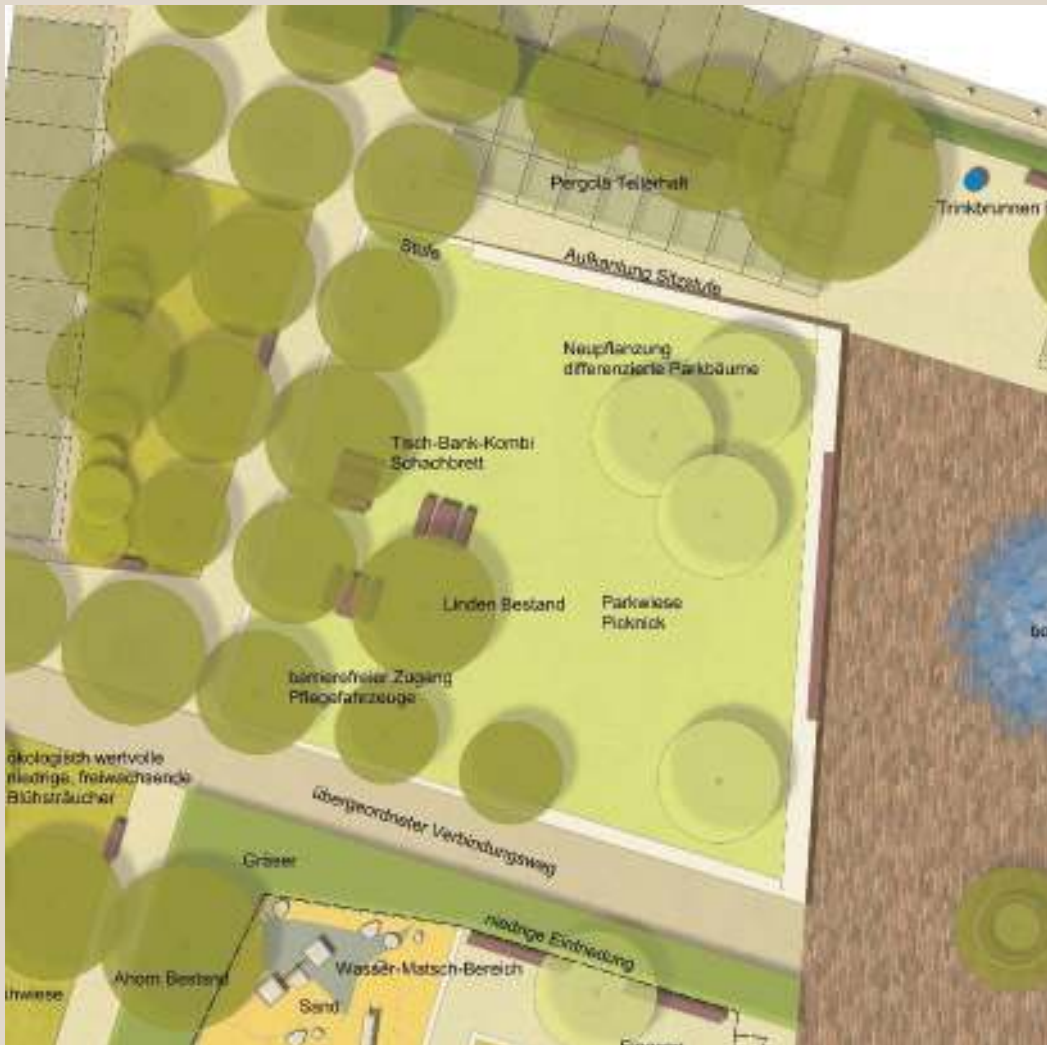 Pergola Tellerhaft
Trinkbrunnen
Stufe
Aufkantung Sitzstufe
Neupflanzung
differenzierte Parkbäume
Tisch-Bank-Kombi
Schachbrett
Linden Bestand
Parkwiese
Picknick
barrierefreier Zugang
Pflegefahrzeuge
ökologisch wertvolle
niedrige, freiwachsende
Blühsträucher
übergeordneter Verbindungsweg
Gräser
niedrige Einfriedung
Ahorn Bestand
Wasser-Matsch-Bereich
Sand